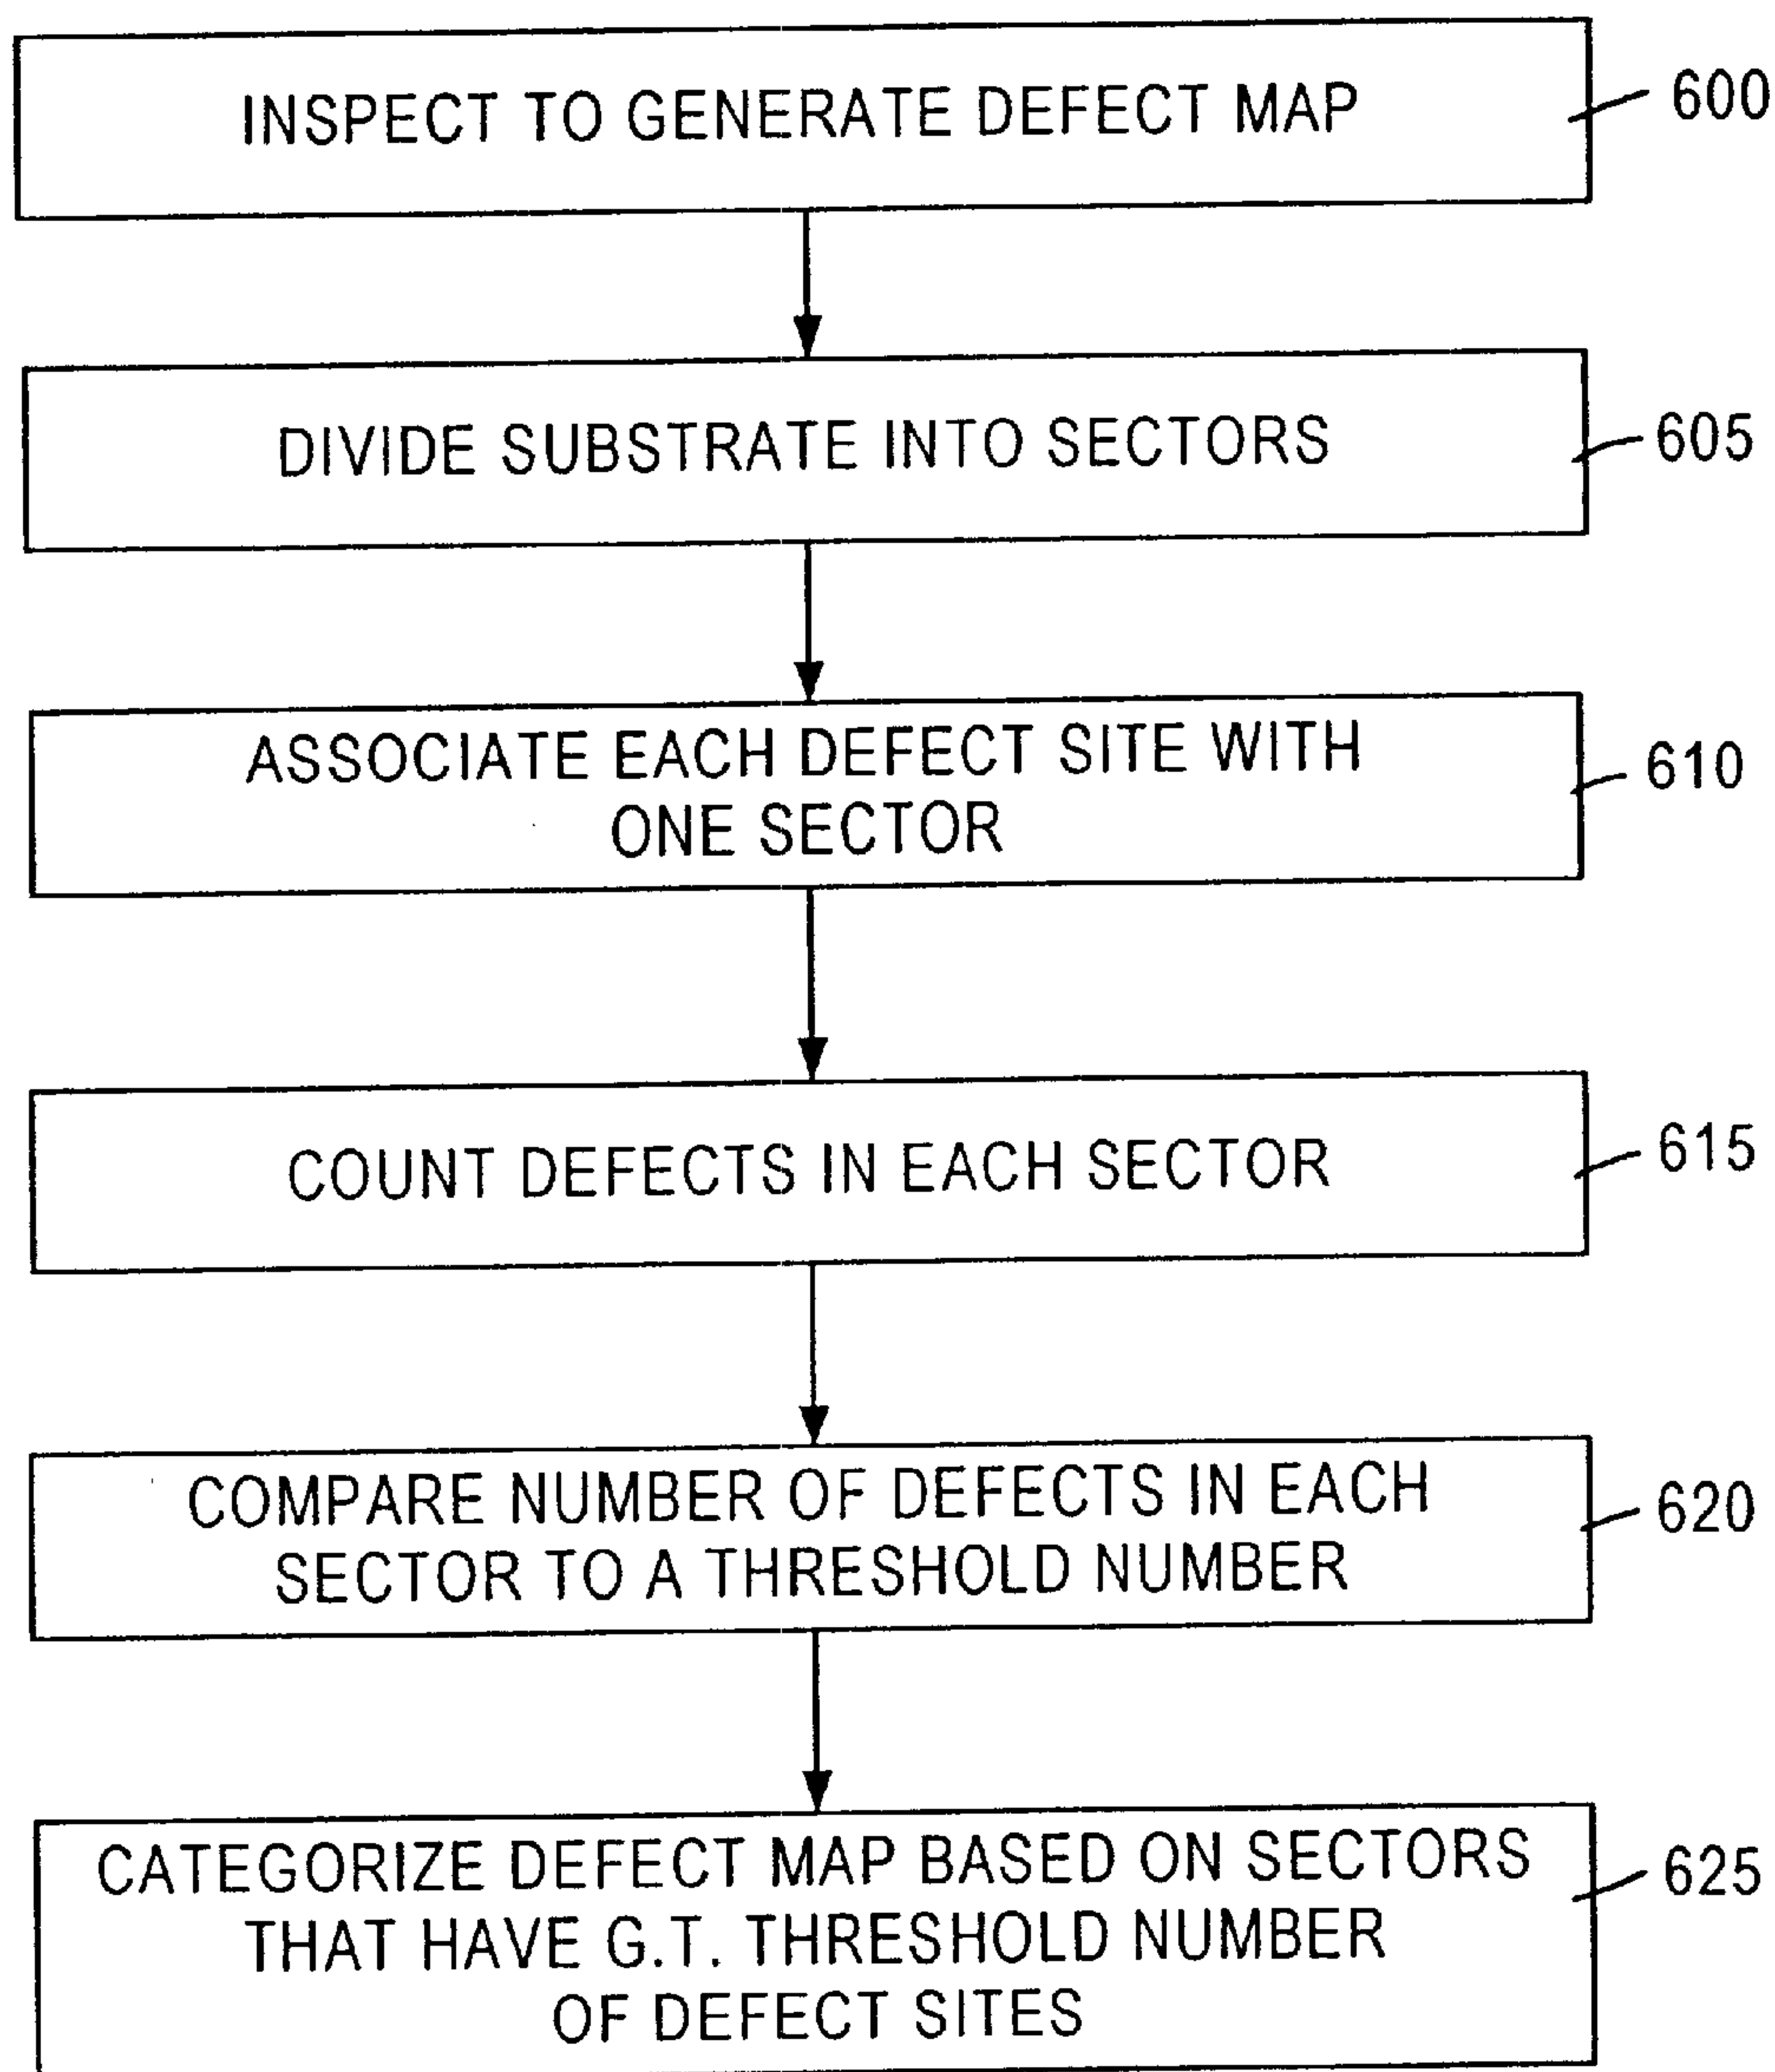 INSPECT TO GENERATE DEFECT MAP
600
DIVIDE SUBSTRATE INTO SECTORS
605
ASSOCIATE EACH DEFECT SITE WITH
ONE SECTOR
610
COUNT DEFECTS IN EACH SECTOR
615
COMPARE NUMBER OF DEFECTS IN EACH
SECTOR TO A THRESHOLD NUMBER
620
CATEGORIZE DEFECT MAP BASED ON SECTORS
THAT HAVE G.T. THRESHOLD NUMBER
OF DEFECT SITES
625